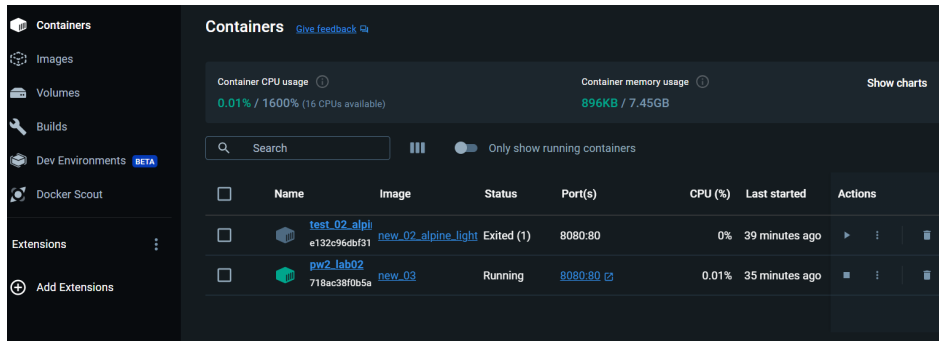 Containers
Images
Volumes
Builds
Dev Environments BETA
Docker Scout
Extensions
Add Extensions
Containers Give feedback
Container CPU usage
0.01% / 1600% (16 CPUs available)
Container memory usage
896KB / 7.45GB
Show charts
Search
Only show running containers
Name Image Status Port(s) CPU (%) Last started Actions
test_02_alpi
e132c96dbf31
new_02_alpine_light Exited (1) 8080:80 0% 39 minutes ago
pw2_lab02
718ac38f0b5a
new_03 Running 8080:80 0.01% 35 minutes ago